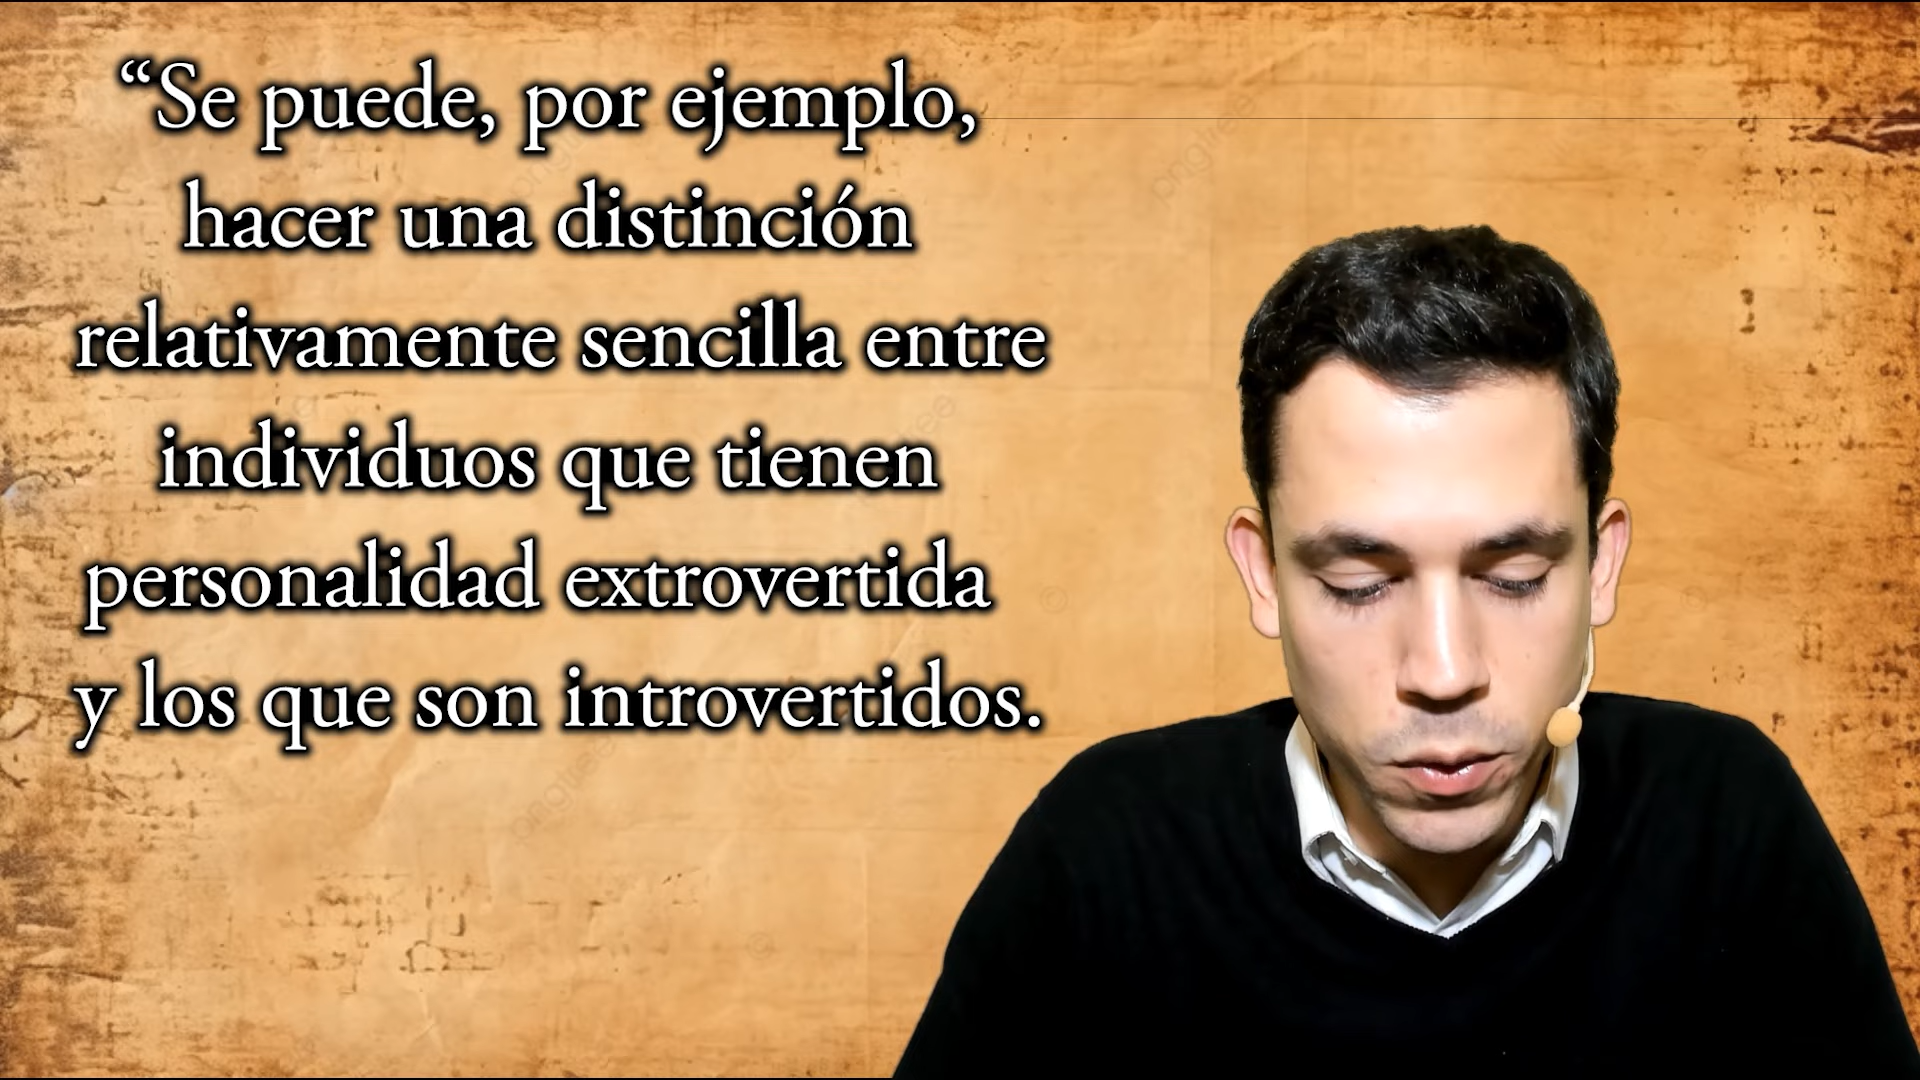 “Se puede, por ejemplo,
hacer una distinción
relativamente sencilla entre
individuos que tienen
personalidad extrovertida
y los que son introvertidos.